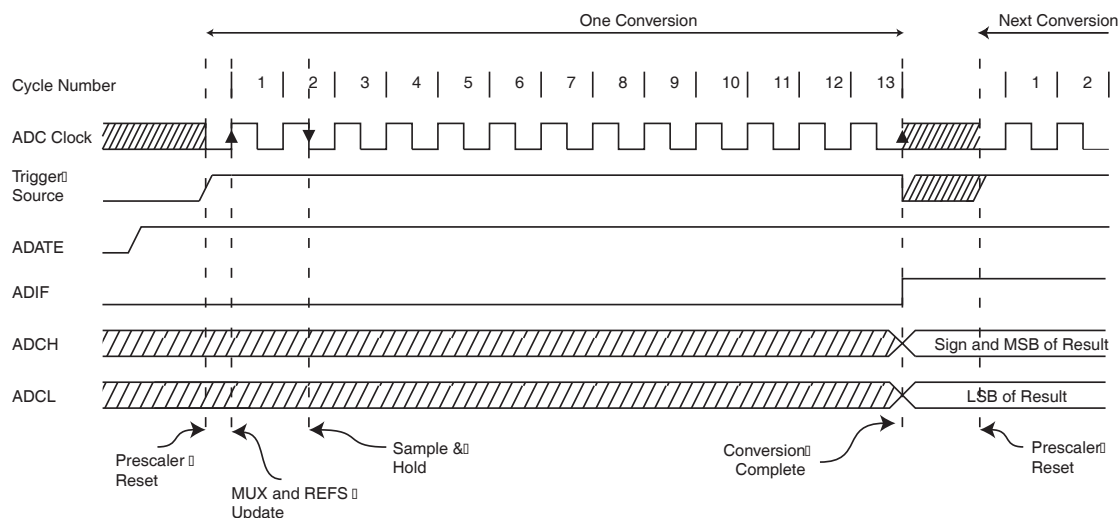 One Conversion
Next Conversion
Cycle Number
1 2 3 4 5 6 7 8 9 10 11 12 13 1 2
ADC Clock
Trigger
Source
ADATE
ADIF
ADCH
Sign and MSB of Result
ADCL
LSB of Result
Prescaler
Reset
MUX and REFS
Update
Sample &
Hold
Conversion
Complete
Prescaler
Reset